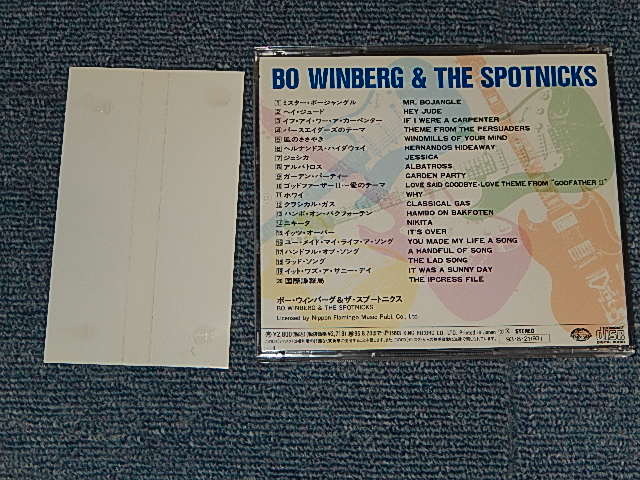 BO WINBERG & THE SPOTNICKS
1 ミスター・ボージャングル MR. BOJANGLE
2 ヘイ・ジュード HEY JUDE
3 イフ・アイ・ワー・ア・カーペンター IF I WERE A CARPENTER
4 パースエイダーズのテーマ THEME FROM THE PERSUADERS
5 風のささやき WINDMILLS OF YOUR MIND
6 ヘルナンドス・ハイダウェイ HERNANDOS HIDEAWAY
7 ジェシカ JESSICA
8 アルバトロス ALBATROSS
9 ガーデン・パーティー GARDEN PARTY
10 ゴッドファーザーII〜愛のテーマ LOVE SAID GOODBYE・LOVE THEME FROM "GODFATHER II"
11 ホワイ WHY
12 クラシカル・ガス CLASSICAL GAS
13 ハンボ・オン・バクフォーテン HAMBO ON BAKFOTEN
14 ニキータ NIKITA
15 イッツ・オーバー IT'S OVER
16 ユー・メイド・マイ・ライフ・ア・ソング YOU MADE MY LIFE A SONG
17 ハンドフル・オブ・ソング A HANDFUL OF SONG
18 ラッド・ソング THE LAD SONG
19 イット・ワズ・ア・サニー・デイ IT WAS A SUNNY DAY
20 国際諜報局 THE IPCRESS FILE
ボー・ウィンバーグ&ザ・スプートニクス
BO WINBERG & THE SPOTNICKS
Licensed by Nippon Flamingo Music Publ. Co. Ltd.
KING RECORD CO., LTD. Printed in Japan STEREO